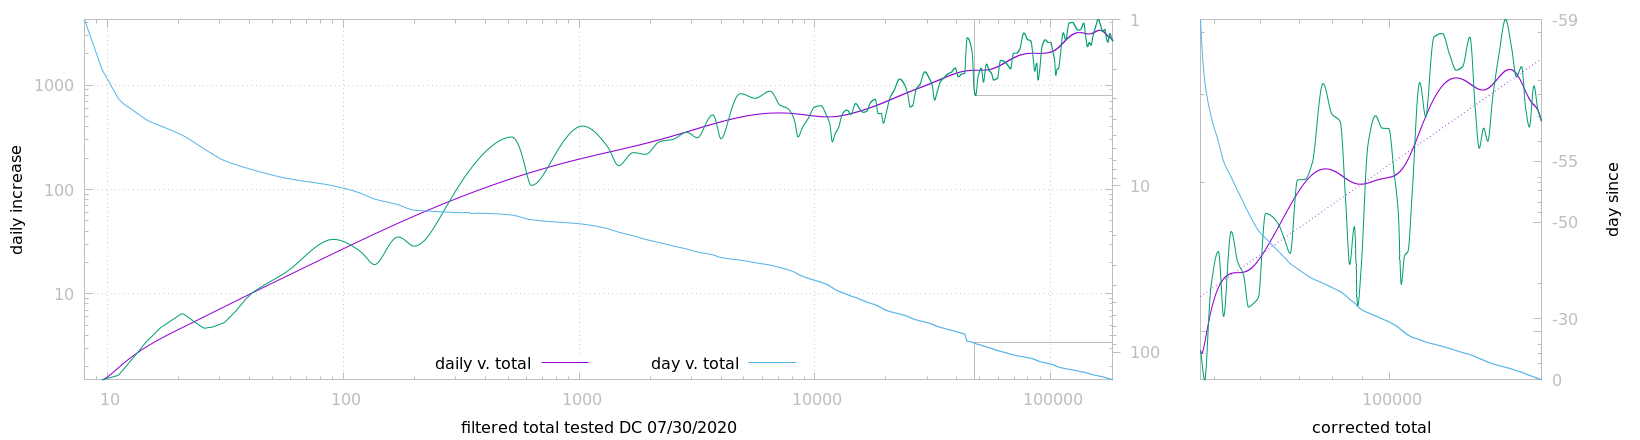 daily increase
1000
100
10
10
100
1000
10000
100000
1
10
100
daily v. total
day v. total
filtered total tested DC 07/30/2020
-59
-55
-50
-30
0
day since
100000
corrected total